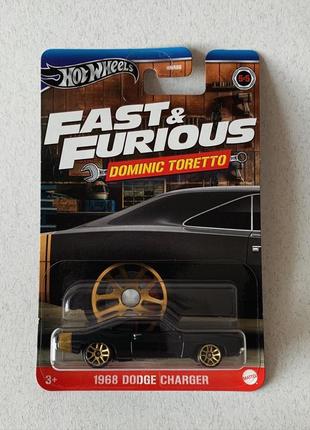 Hot Wheels
5/5
FAST &
FURIOUS
DOMINIC TORETTO
3+
1968 DODGE CHARGER
MATTEL